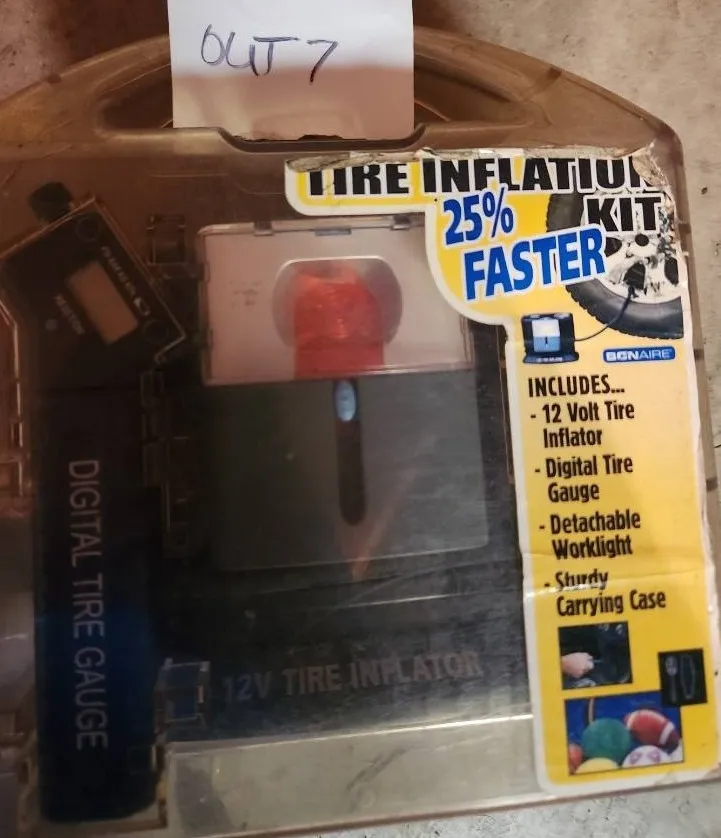 OUT 7
TIRE INFLATION
KIT
25%
FASTER
BONAIRE
INCLUDES...
- 12 Volt Tire
Inflator
- Digital Tire
Gauge
- Detachable
Worklight
- Sturdy
Carrying Case
DIGITAL TIRE GAUGE
12V TIRE INFLATOR